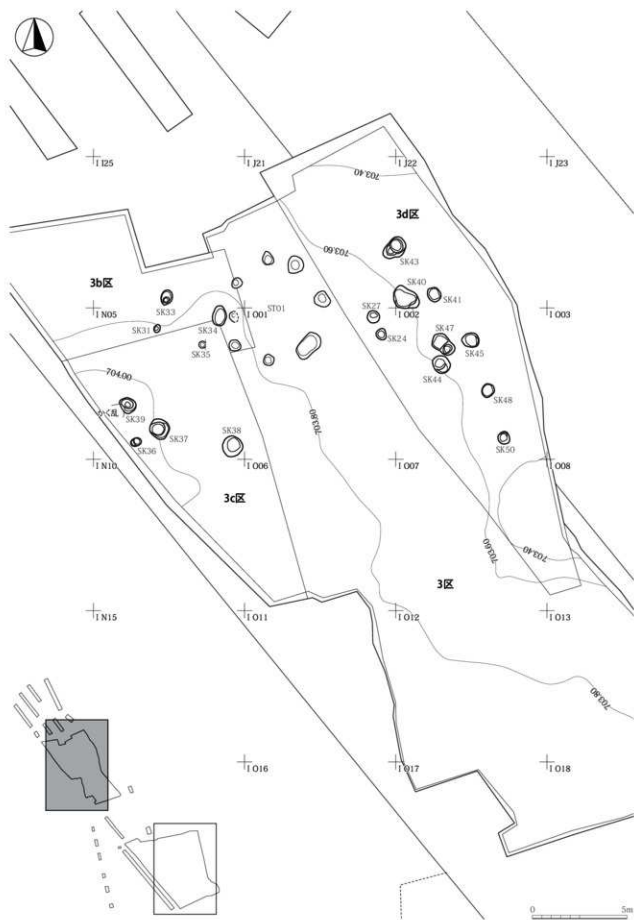 I I25
I J21
I J22
I J23
703.40
3d区
703.60
SK43
3b区
SK40
SK41
SK33
I N05
I O01
ST01
SK27
I O02
I O03
SK31
SK34
SK24
SK47
SK45
SK35
SK44
704.00
SK48
かく乱
SK39
703.80
SK37
SK38
SK50
SK36
I N10
I O06
I O07
I O08
3c区
703.60
703.40
3区
I N15
I O11
I O12
I O13
703.80
I O16
I O17
I O18
0
5m